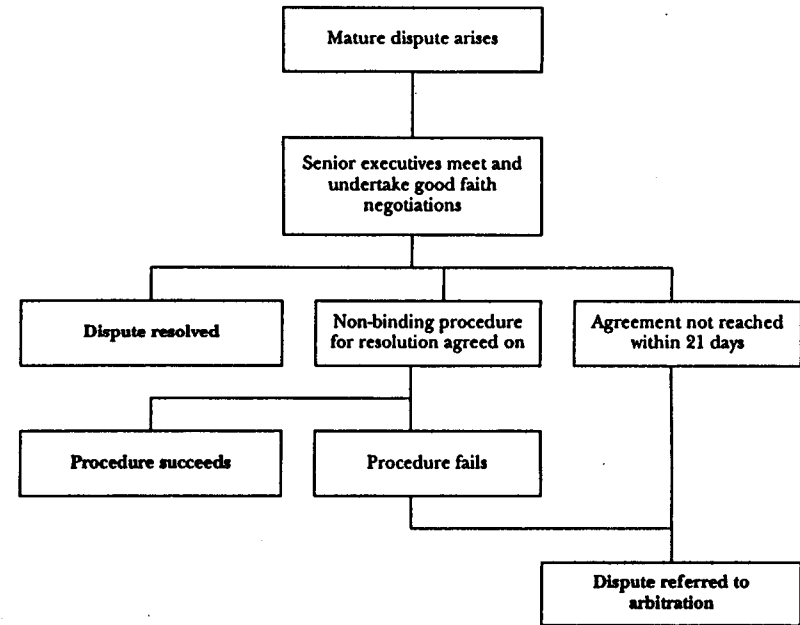 Mature dispute arises
Senior executives meet and
undertake good faith
negotiations
Dispute resolved
Non-binding procedure
for resolution agreed on
Agreement not reached
within 21 days
Procedure succeeds
Procedure fails
Dispute referred to
arbitration